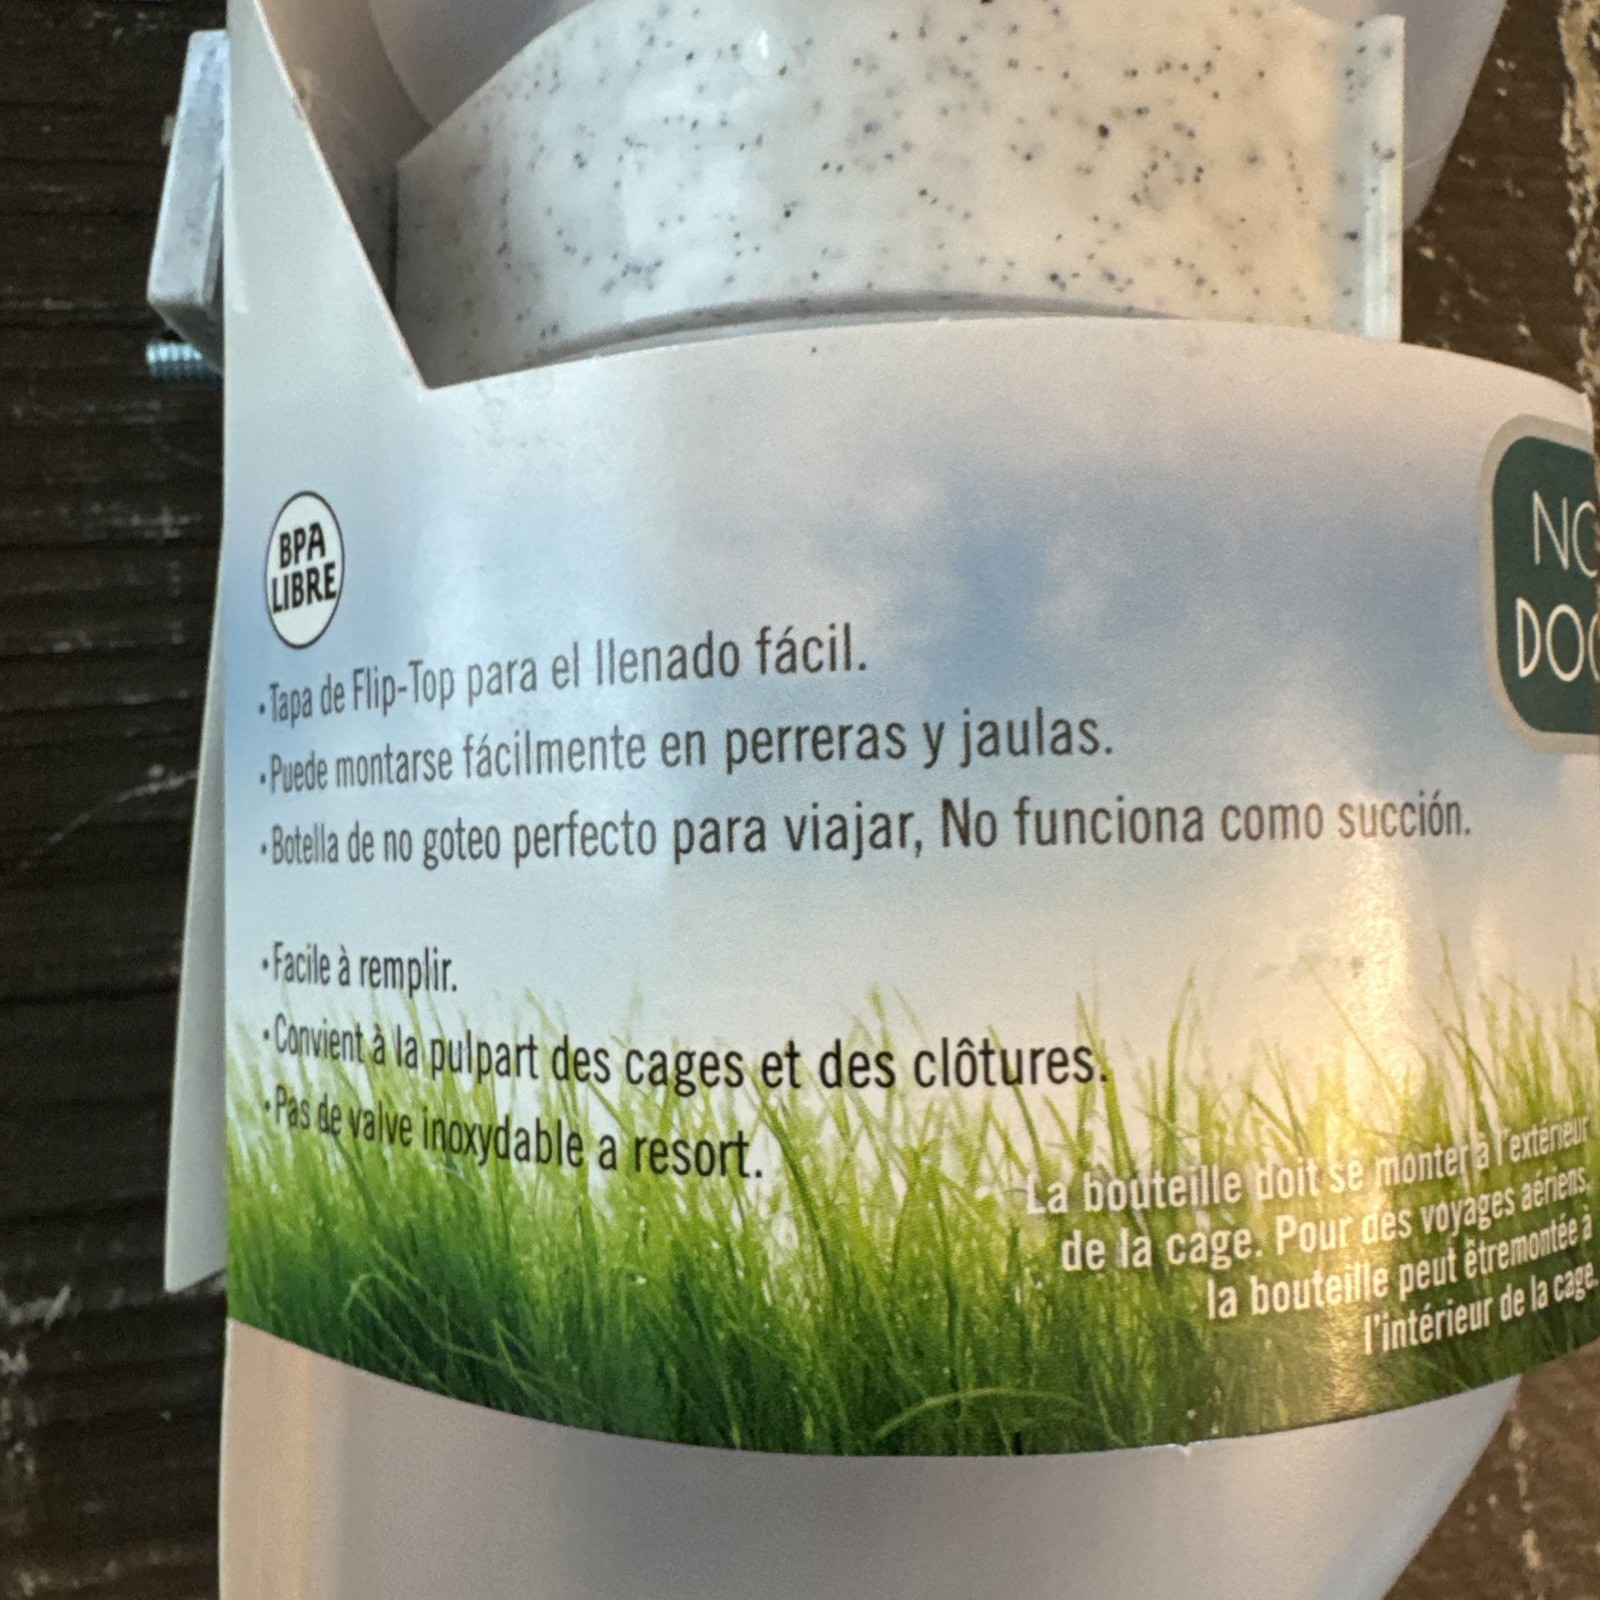 BPA
LIBRE
•Tapa de Flip-Top para el llenado fácil.
•Puede montarse fácilmente en perreras y jaulas.
•Botella de no goteo perfecto para viajar, No funciona como succión.
•Facile à remplir.
•Convient à la pulpart des cages et des clôtures.
•Pas de valve inoxydable a resort.
La bouteille doit se monter à l'extérieur
de la cage. Pour des voyages aériens,
la bouteille peut êtremontée à
l'intérieur de la cage.